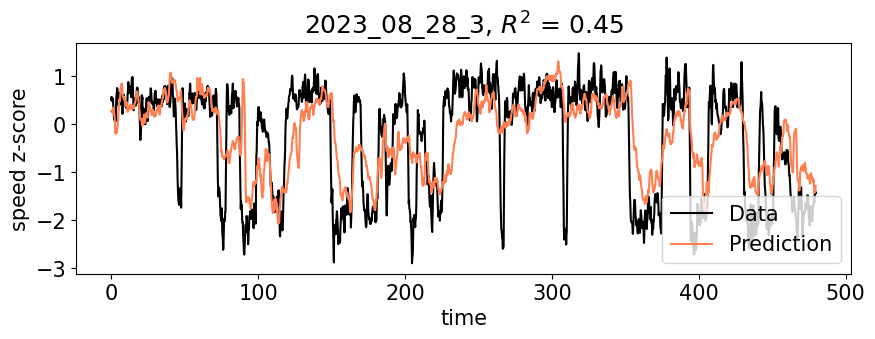 2023_08_28_3, R² = 0.45
speed z-score
1
0
−1
−2
−3
Data
Prediction
0 100 200 300 400 500
time